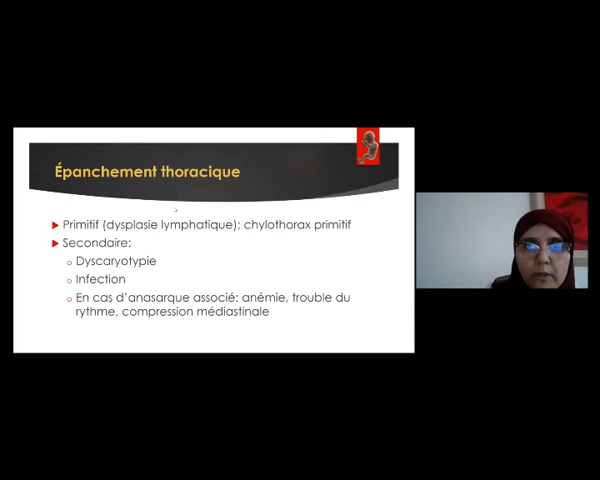 Épanchement thoracique
Primitif (dysplasie lymphatique); chylothorax primitif
Secondaire:
Dyscaryotypie
Infection
En cas d'anasarque associé: anémie, trouble du
rythme, compression médiastinale